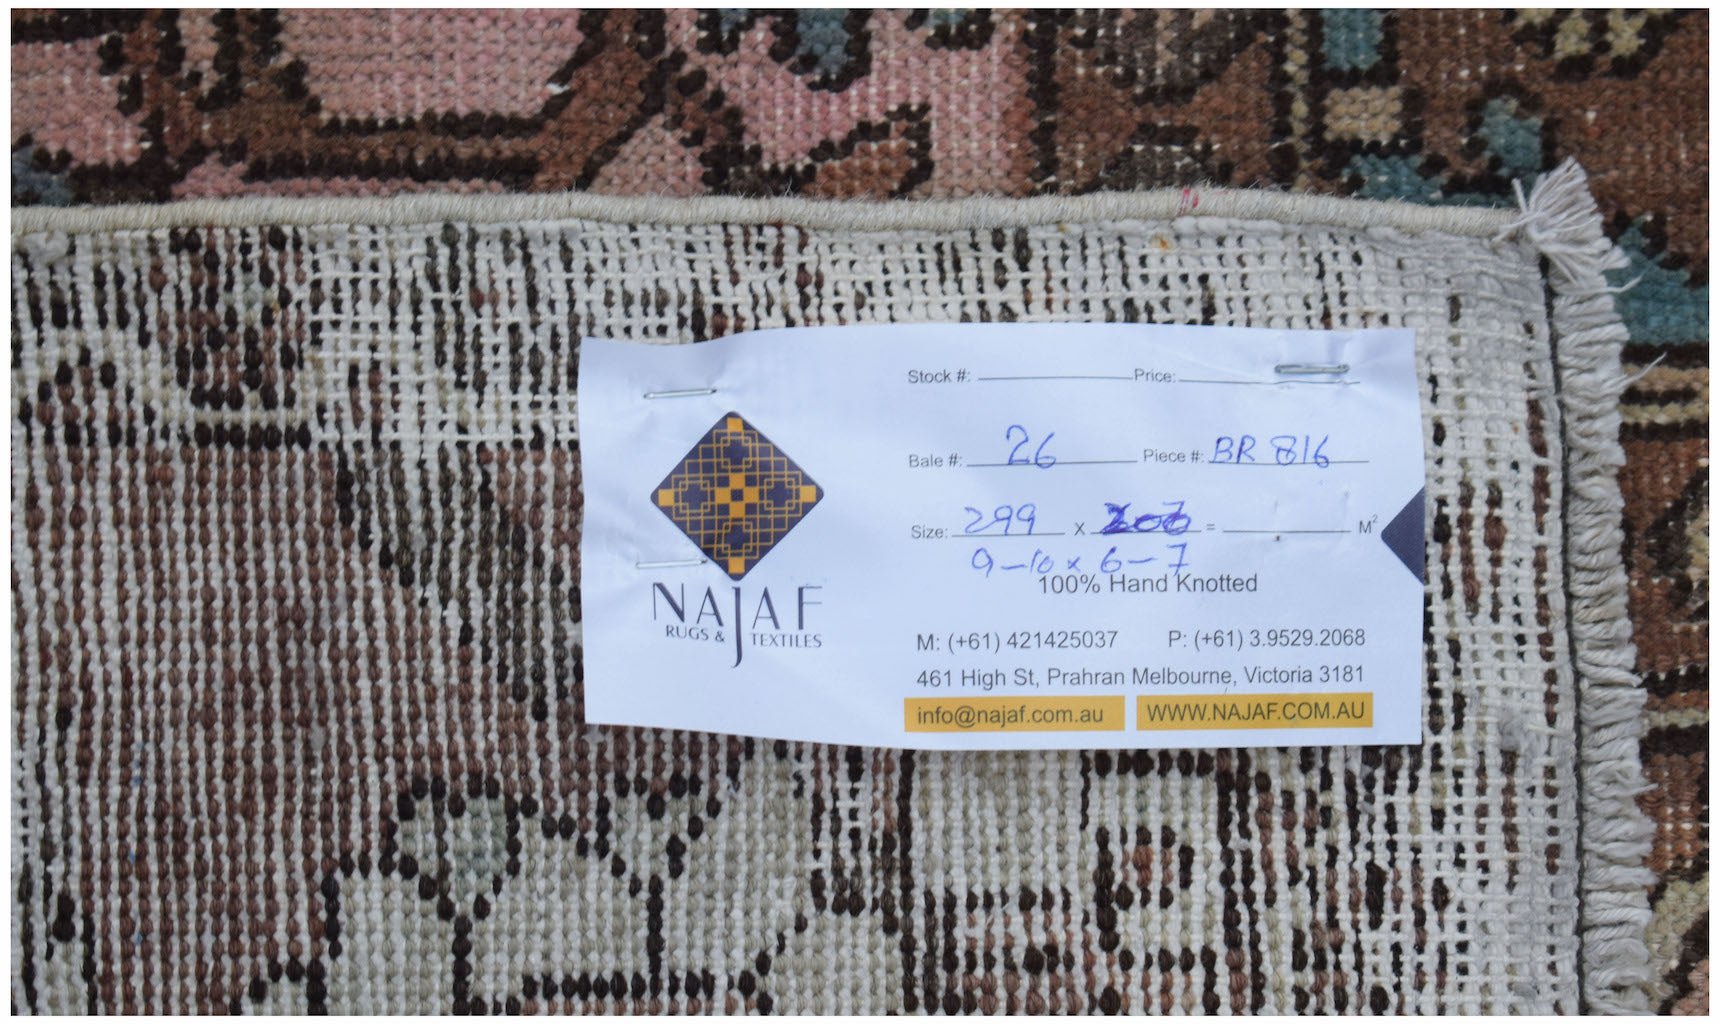 NAJAF
RUGS & TEXTILES
Stock #: Price:
Bale #: 26 Piece #: BR 816
Size: 299 X = M²
9-10 x 6-7
100% Hand Knotted
M: (+61) 421425037 P: (+61) 3.9529.2068
461 High St, Prahran Melbourne, Victoria 3181
info@najaf.com.au WWW.NAJAF.COM.AU